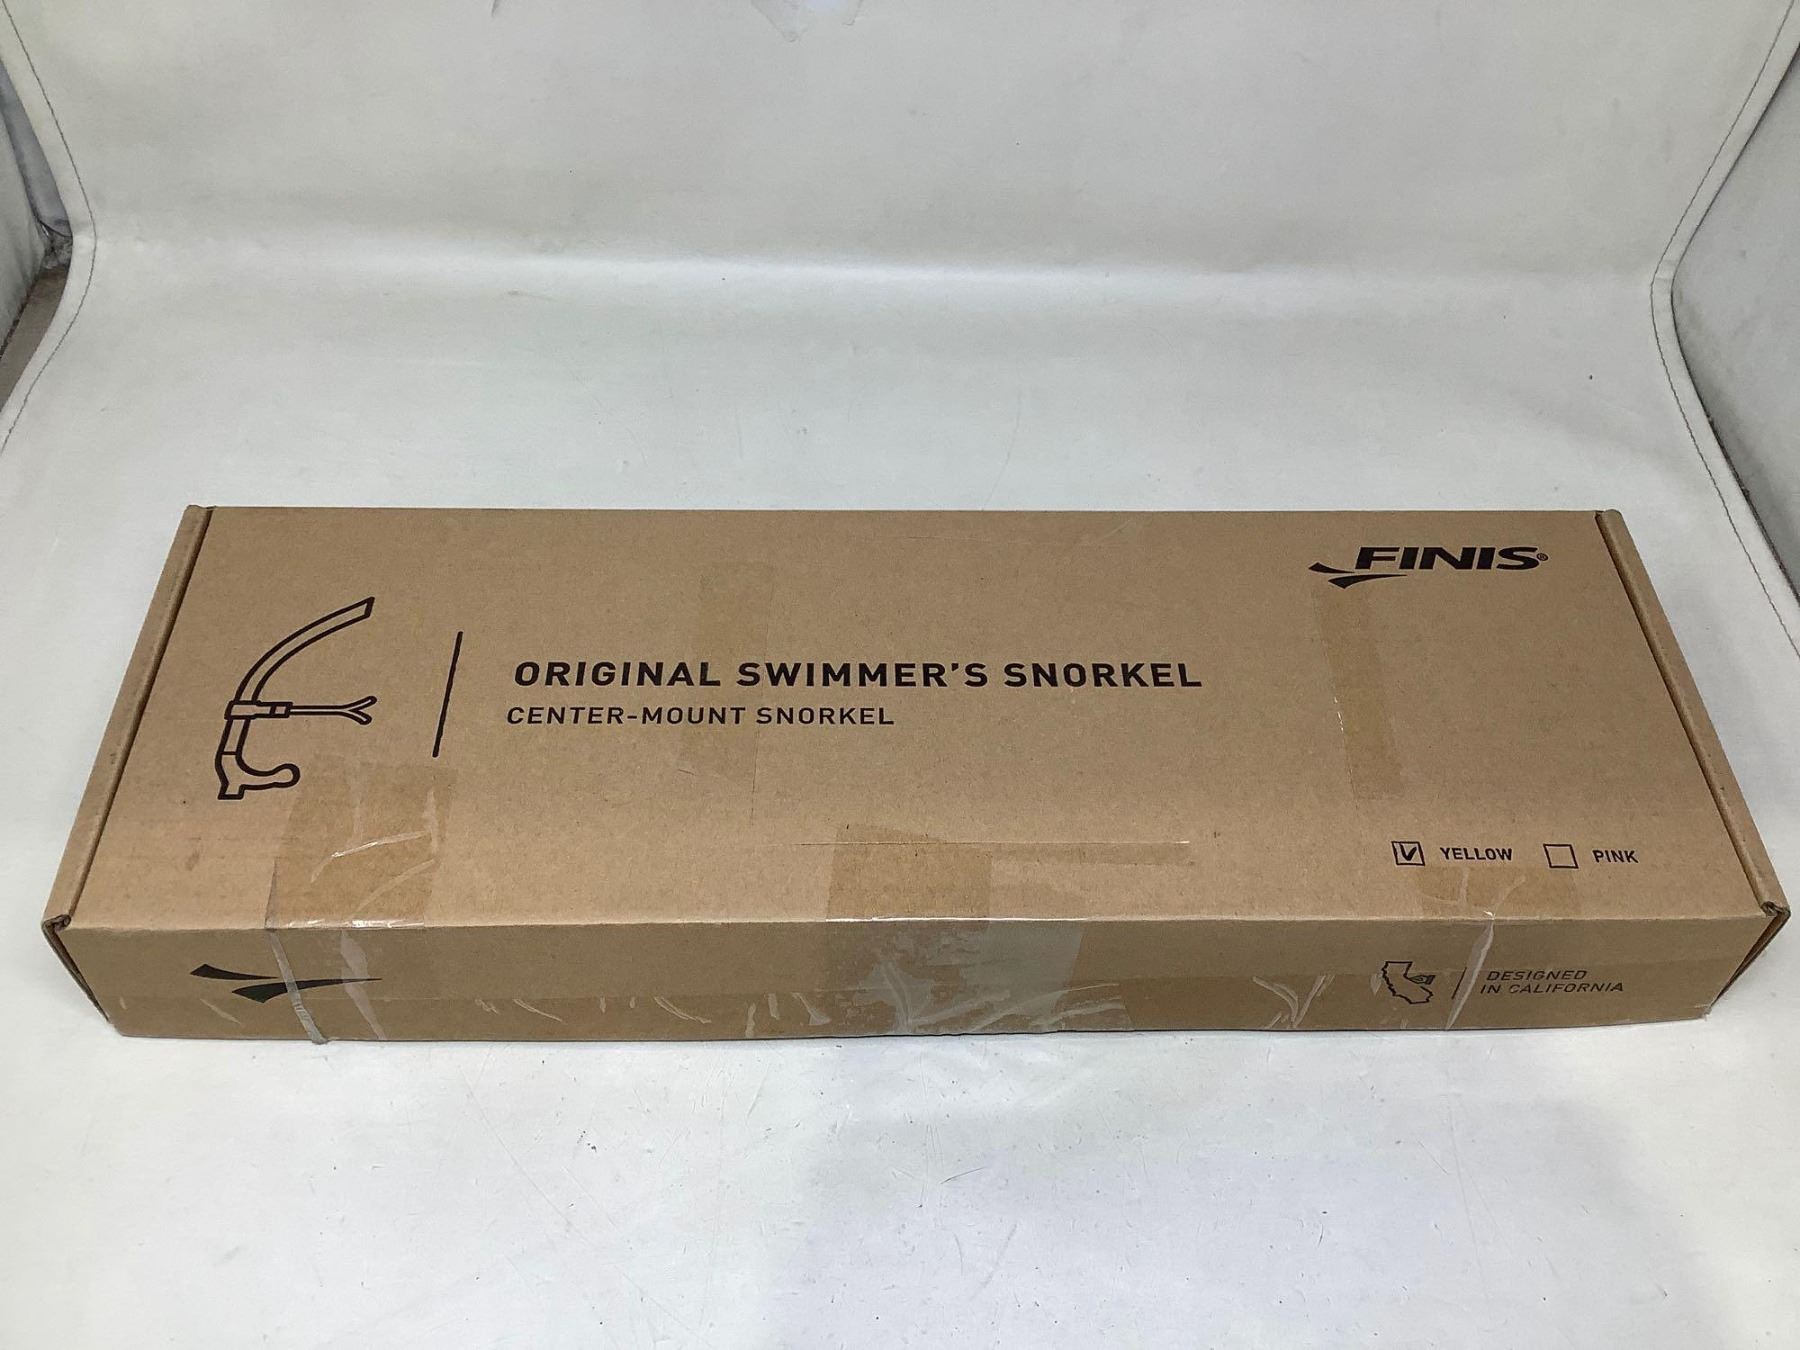 FINIS®
ORIGINAL SWIMMER'S SNORKEL
CENTER-MOUNT SNORKEL
YELLOW PINK
DESIGNED
IN CALIFORNIA